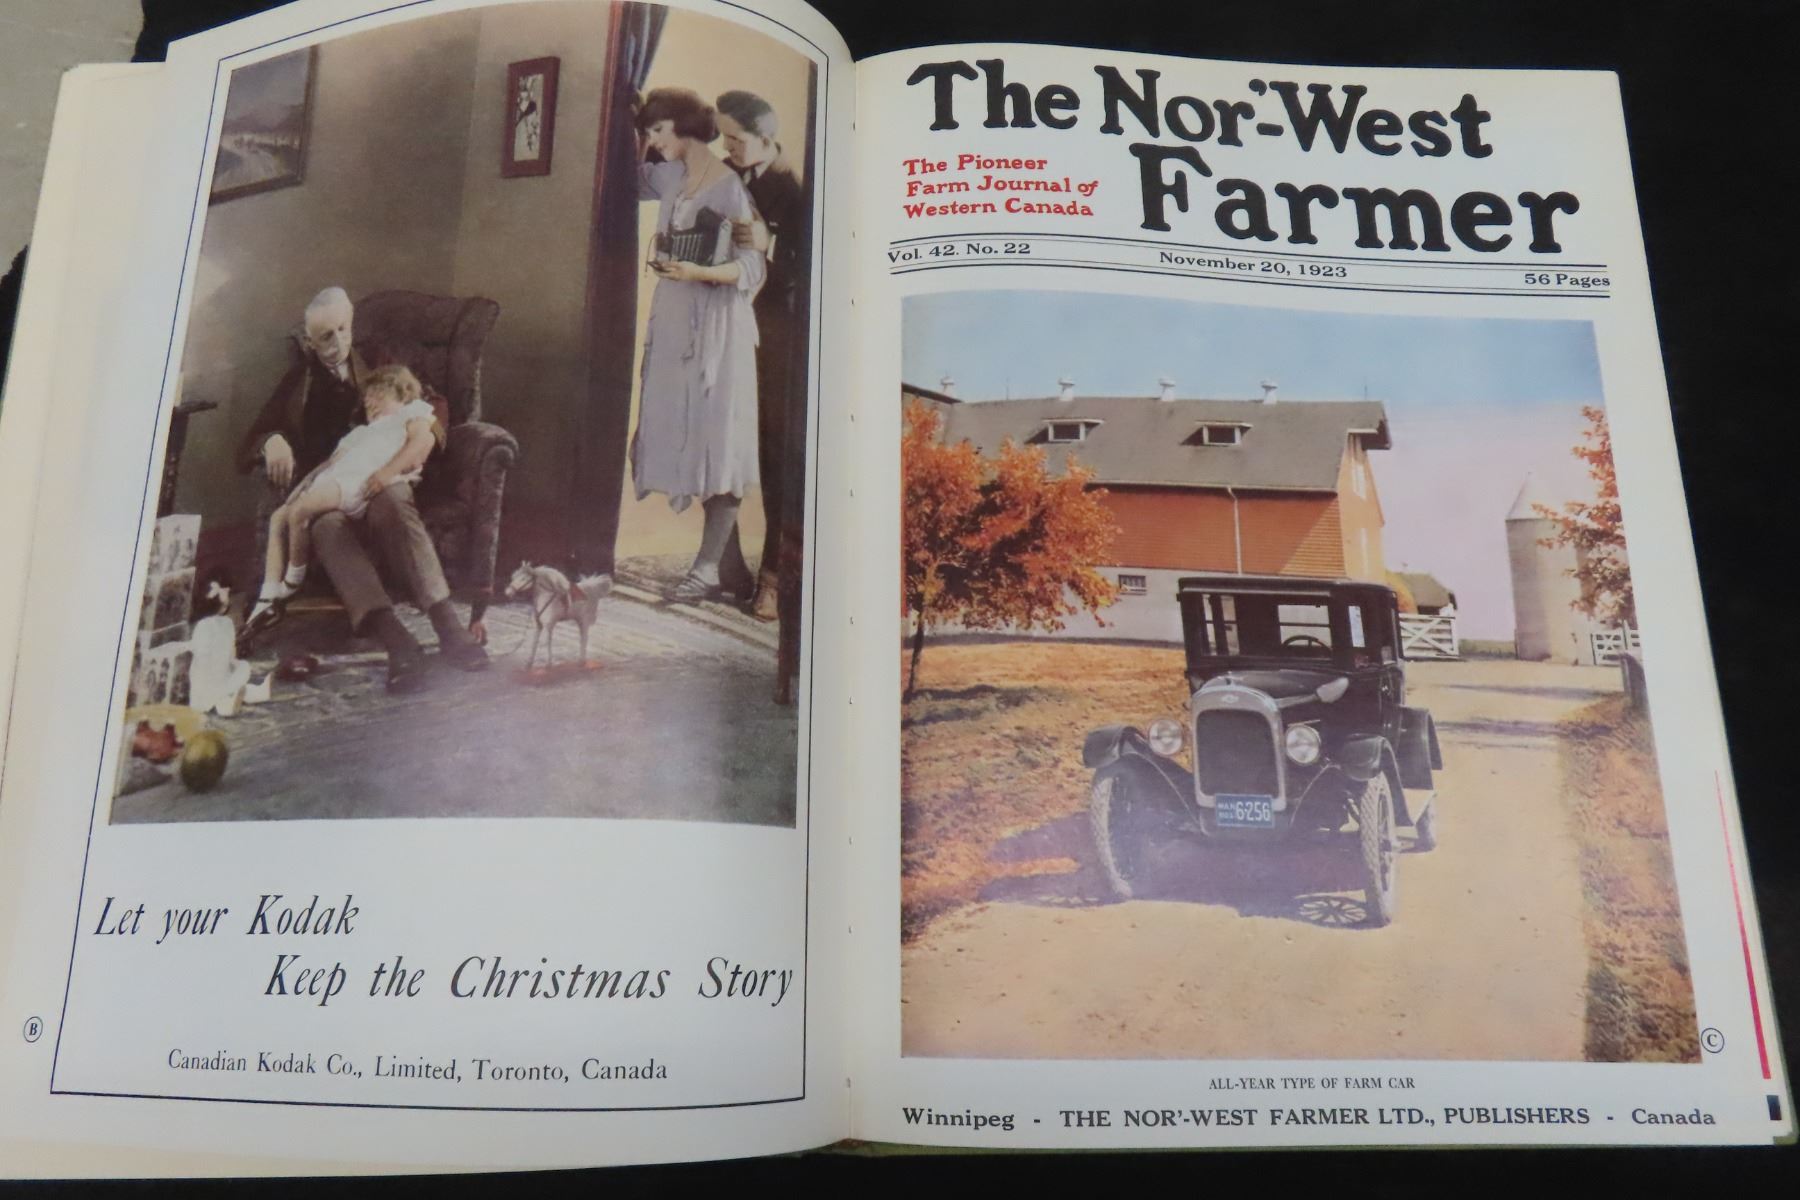 Let your Kodak
Keep the Christmas Story
Canadian Kodak Co., Limited, Toronto, Canada
B
The Nor'-West
Farmer
The Pioneer
Farm Journal of
Western Canada
Vol. 42. No. 22
November 20, 1923
56 Pages
6·256
C
ALL-YEAR TYPE OF FARM CAR
Winnipeg - THE NOR'-WEST FARMER LTD., PUBLISHERS - Canada